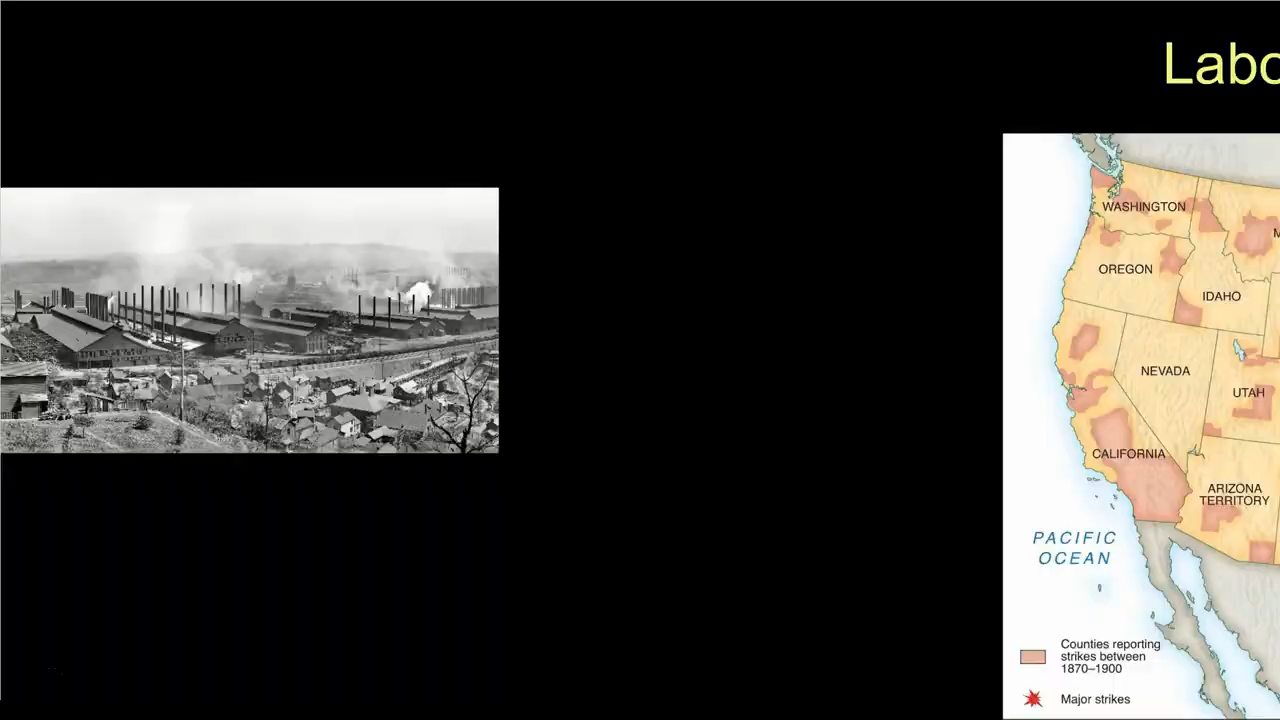 Labo
WASHINGTON
M
OREGON
IDAHO
NEVADA
UTAH
CALIFORNIA
ARIZONA
TERRITORY
PACIFIC
OCEAN
Counties reporting
strikes between
1870–1900
Major strikes